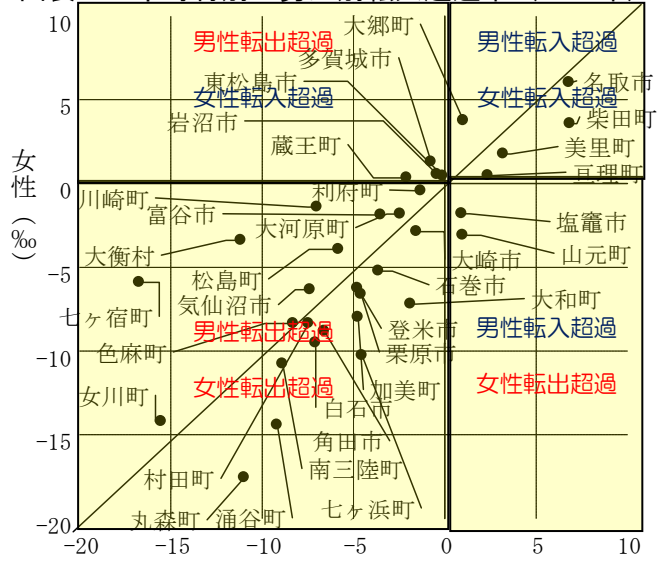 10
5
0
−5
−10
−15
−20
−20
−15
−10
−5
0
5
10
女性（‰）
男性転出超過
女性転入超過
男性転入超過
女性転入超過
男性転出超過
女性転出超過
男性転入超過
女性転出超過
大郷町
多賀城市
東松島市
岩沼市
蔵王町
名取市
柴田町
美里町
亘理町
川崎町
利府町
富谷市
大河原町
塩竈市
大衡村
松島町
大崎市
山元町
気仙沼市
石巻市
大和町
七ヶ宿町
色麻町
登米市
栗原市
女川町
加美町
白石市
角田市
村田町
南三陸町
丸森町
涌谷町
七ヶ浜町